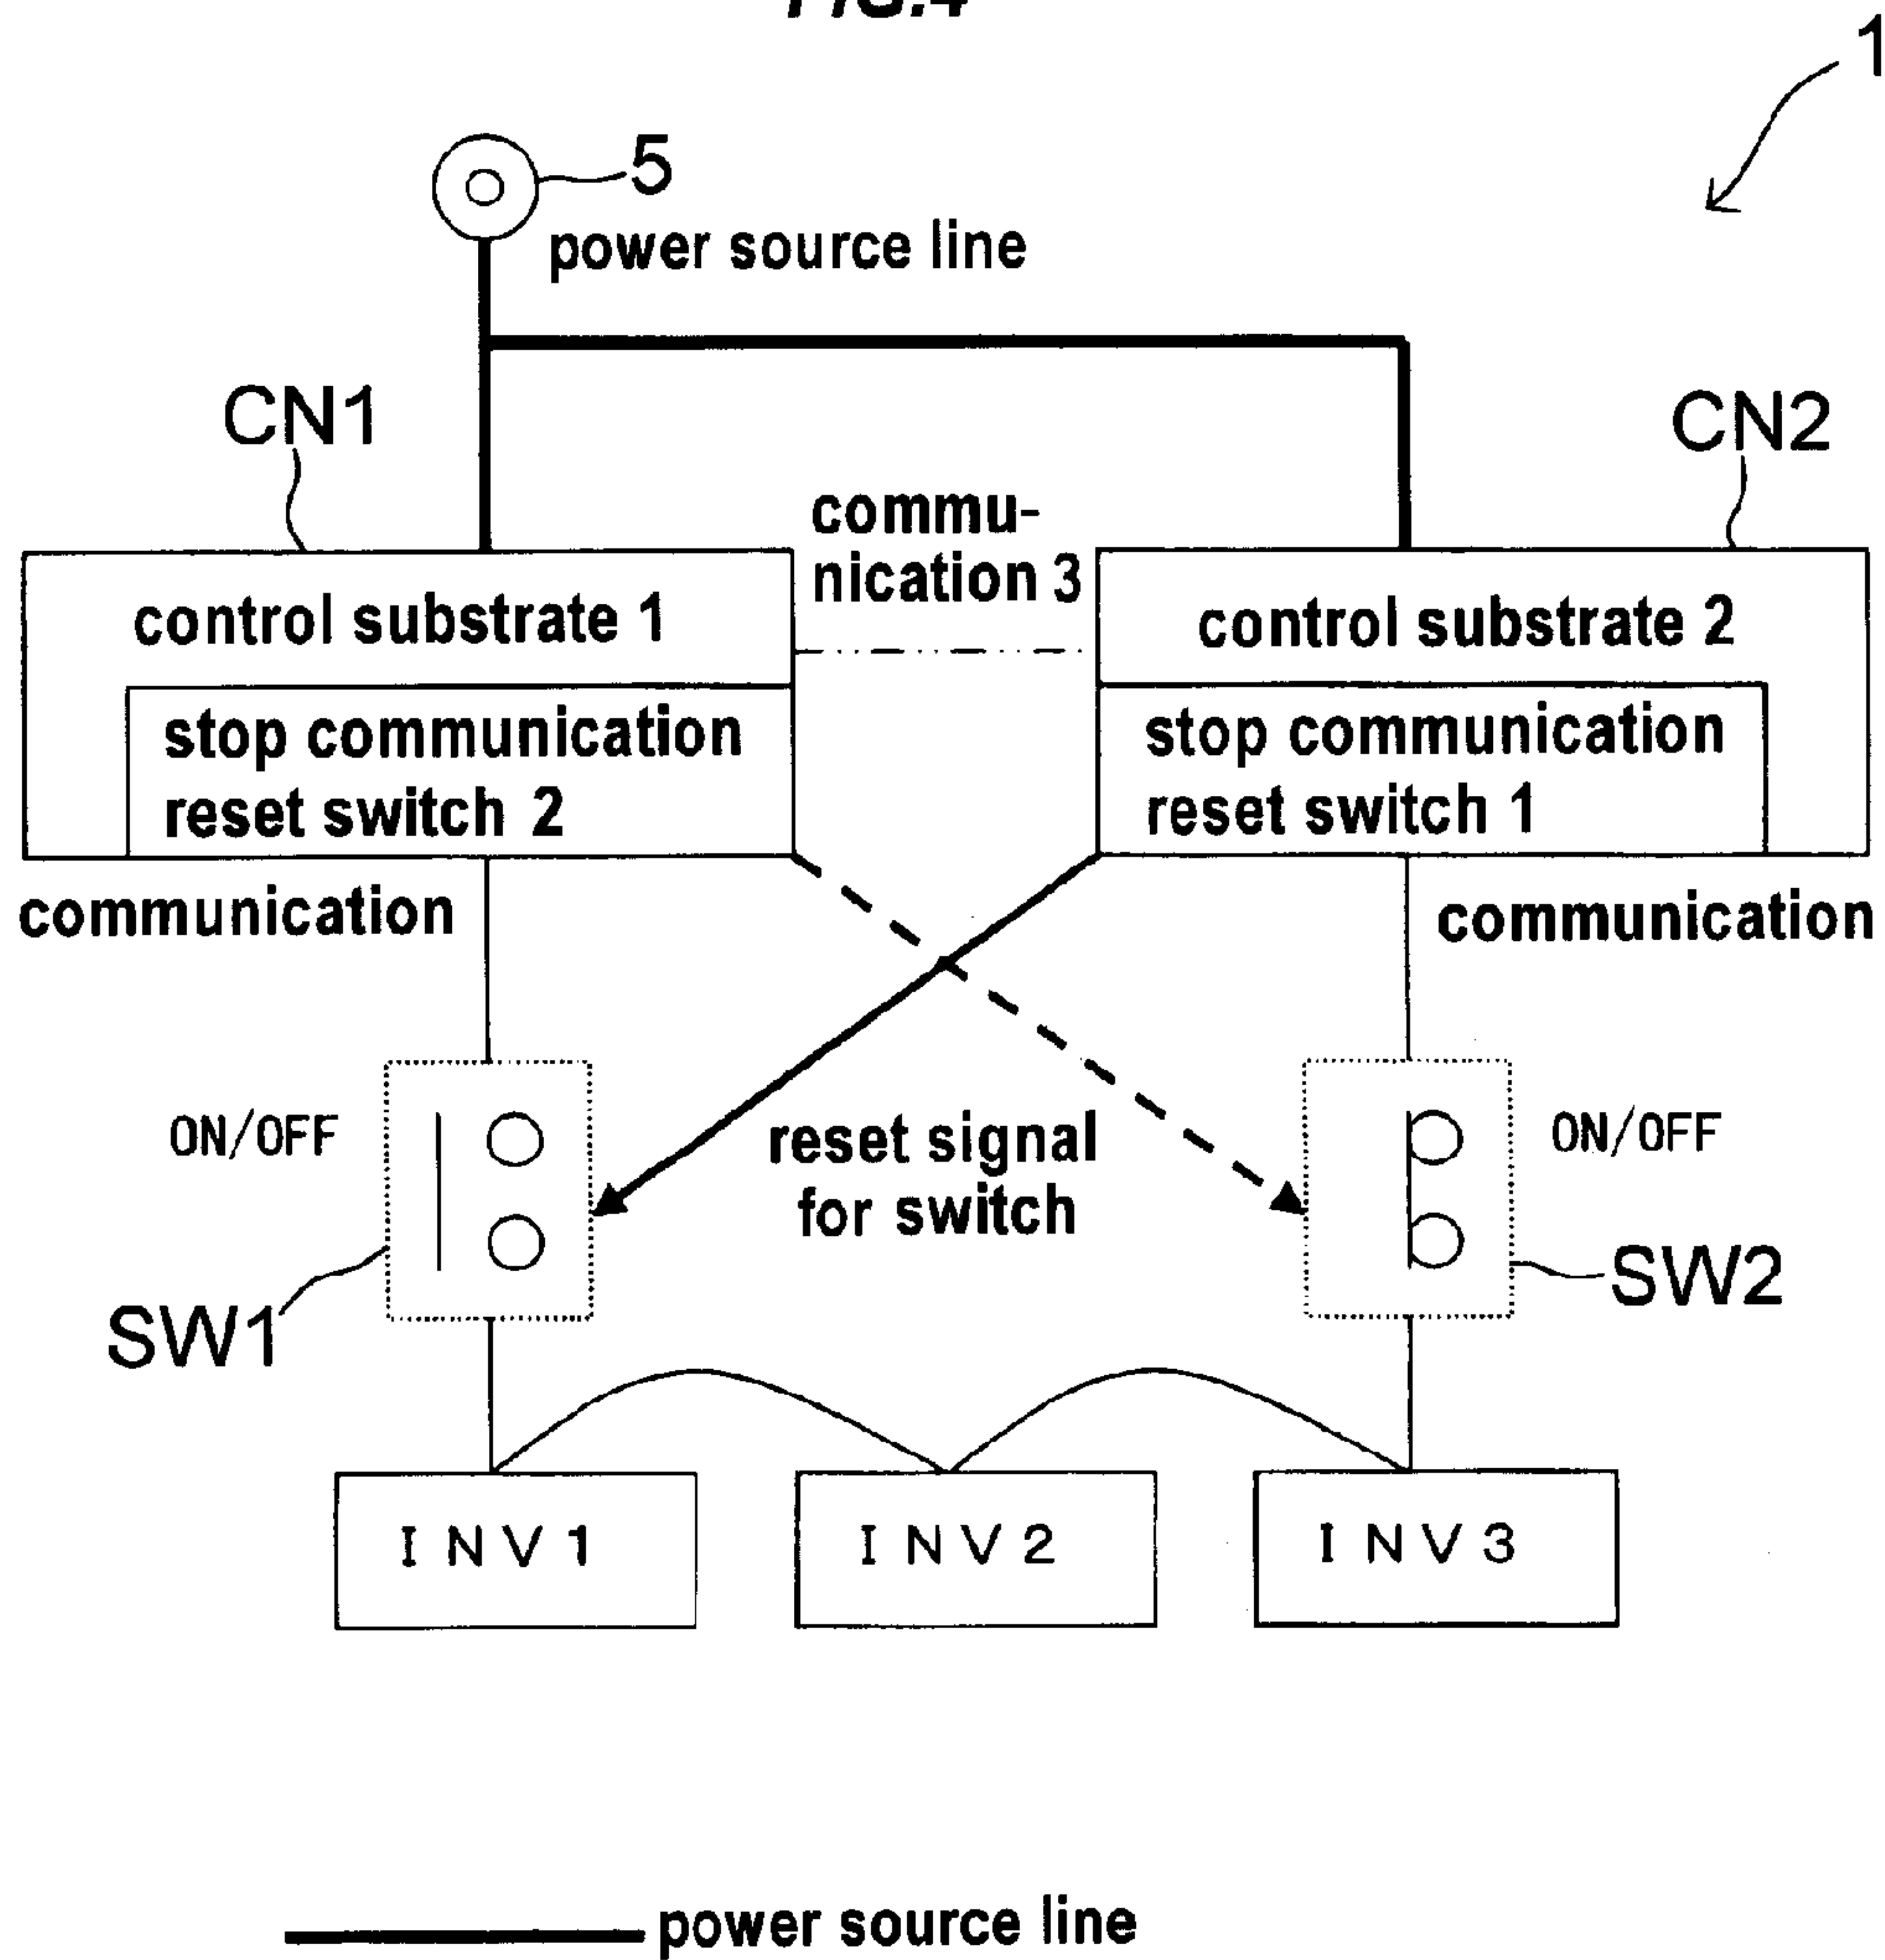 FIG.4
1
5
power source line
CN1
CN2
commu-
nication 3
control substrate 1
control substrate 2
stop communication
reset switch 2
stop communication
reset switch 1
communication
communication
ON/OFF
reset signal
for switch
ON/OFF
SW1
SW2
INV1
INV2
INV3
power source line